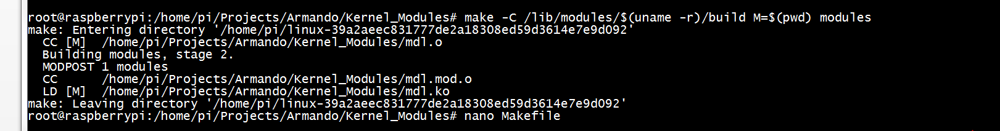 root@raspberrypi:/home/pi/Projects/Armando/Kernel_Modules# make -C /lib/modules/$(uname -r)/build M=$(pwd) modules
make: Entering directory '/home/pi/linux-39a2aeec831777de2a18308ed59d3614e7e9d092'
  CC [M]  /home/pi/Projects/Armando/Kernel_Modules/mdl.o
  Building modules, stage 2.
  MODPOST 1 modules
  CC      /home/pi/Projects/Armando/Kernel_Modules/mdl.mod.o
  LD [M]  /home/pi/Projects/Armando/Kernel_Modules/mdl.ko
make: Leaving directory '/home/pi/linux-39a2aeec831777de2a18308ed59d3614e7e9d092'
root@raspberrypi:/home/pi/Projects/Armando/Kernel_Modules# nano Makefile